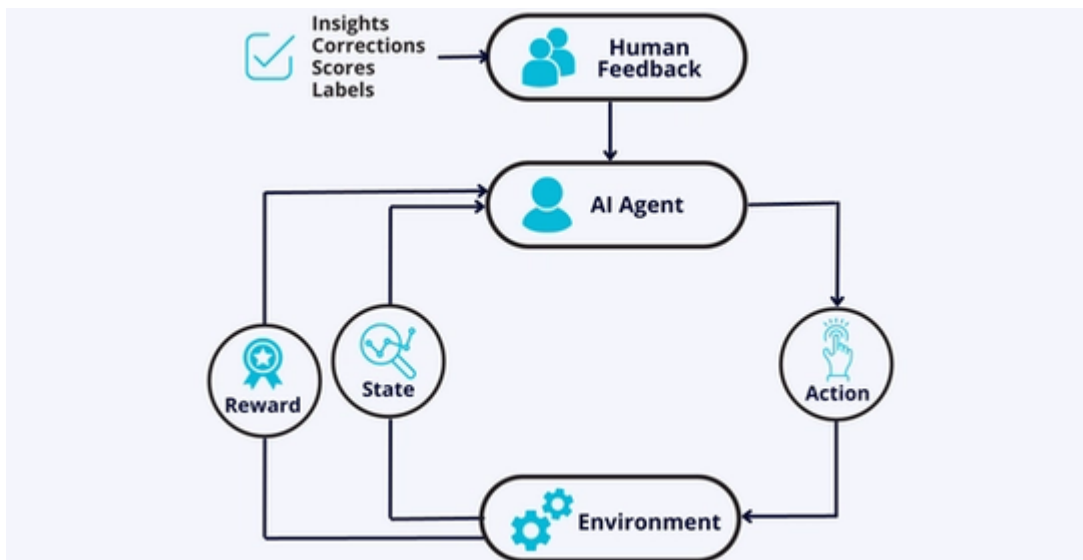 Insights
Corrections
Scores
Labels
Human
Feedback
AI Agent
Reward
State
Action
Environment